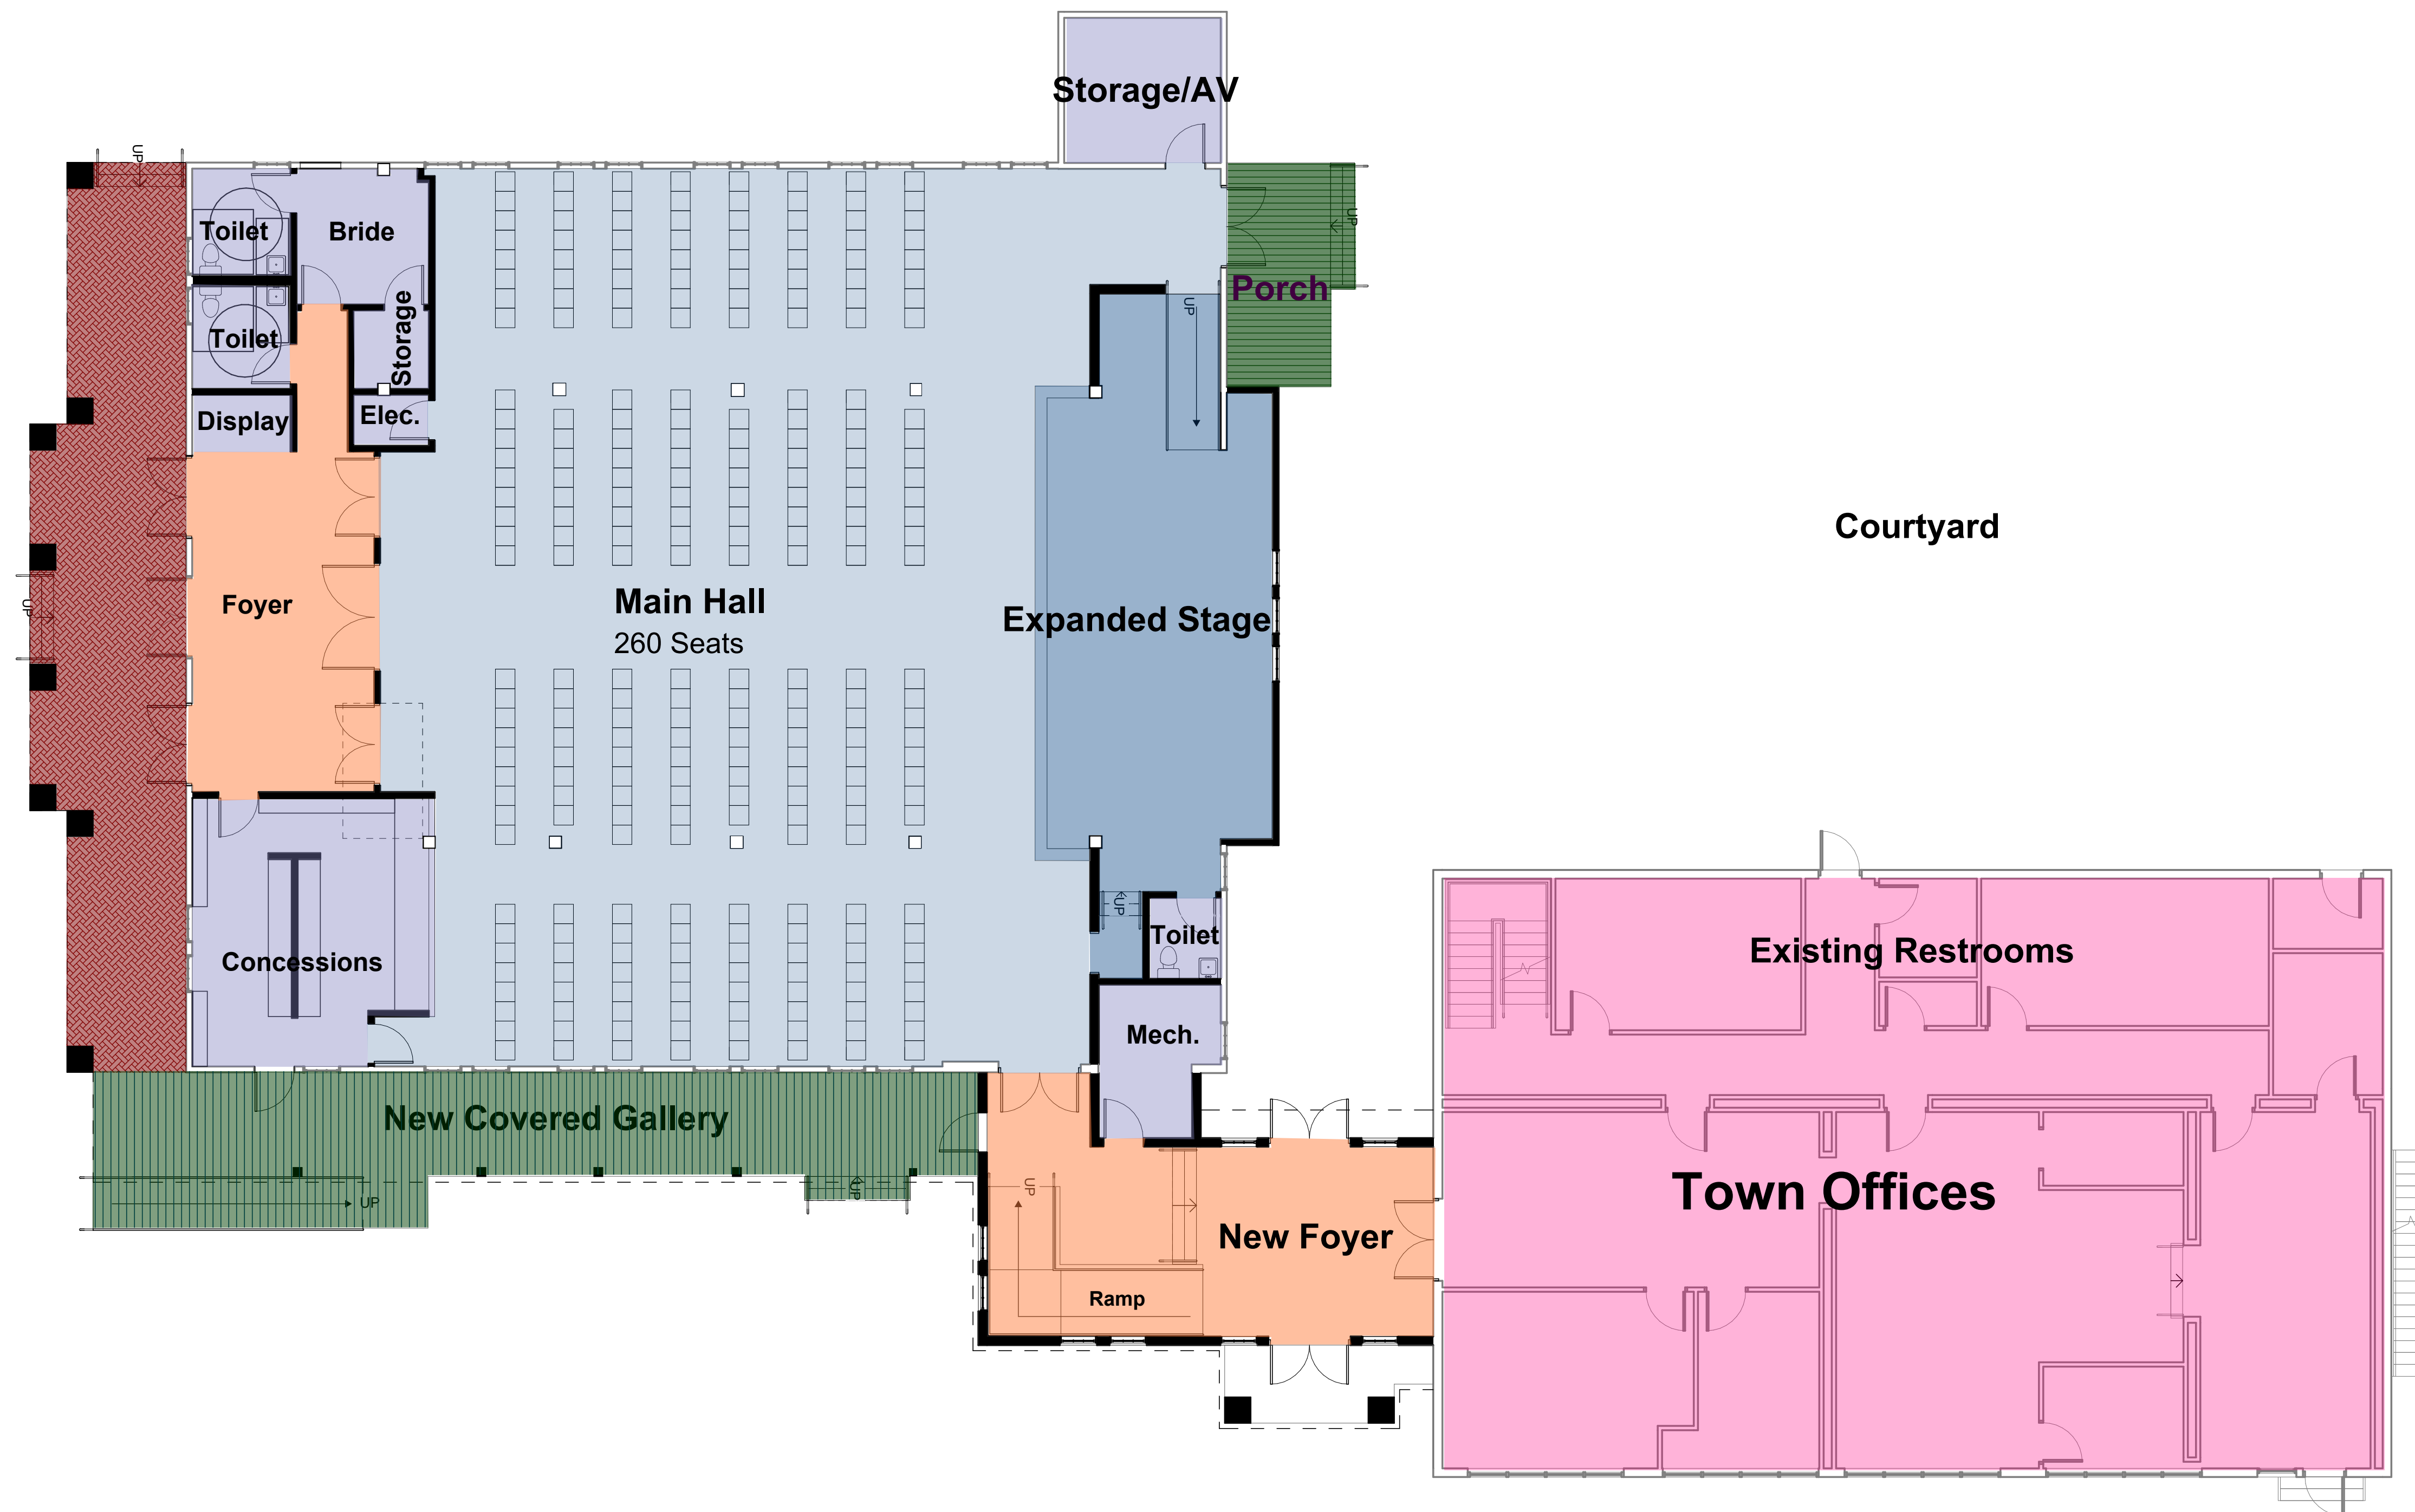 Storage/AV
UP
Toilet
Bride
UP
Porch
UP
Storage
Toilet
Display
Elec.
Courtyard
UP
Foyer
Main Hall
260 Seats
Expanded Stage
UP
Toilet
Concessions
Existing Restrooms
Mech.
New Covered Gallery
UP
UP
UP
Town Offices
New Foyer
Ramp